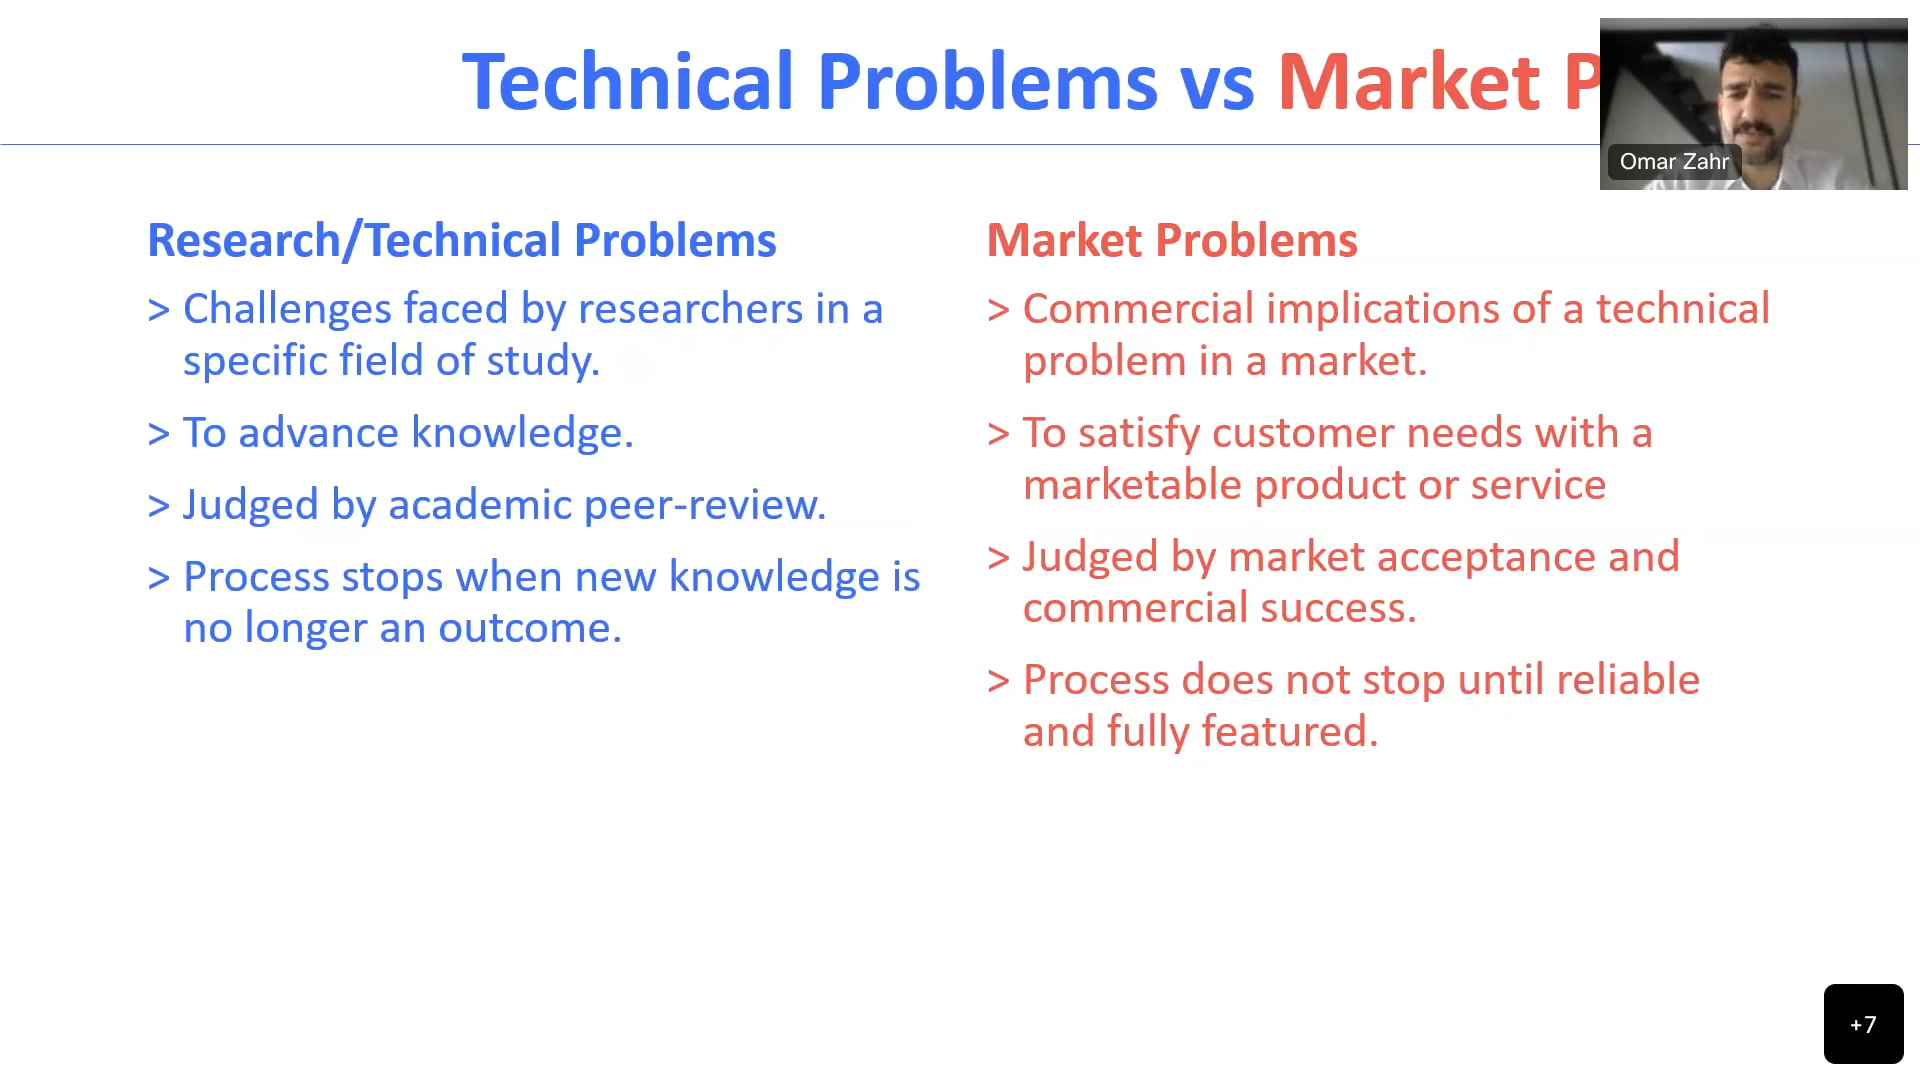 Technical Problems vs Market P
Omar Zahr
Research/Technical Problems
> Challenges faced by researchers in a
specific field of study.
> To advance knowledge.
> Judged by academic peer-review.
> Process stops when new knowledge is
no longer an outcome.
Market Problems
> Commercial implications of a technical
problem in a market.
> To satisfy customer needs with a
marketable product or service
> Judged by market acceptance and
commercial success.
> Process does not stop until reliable
and fully featured.
+7